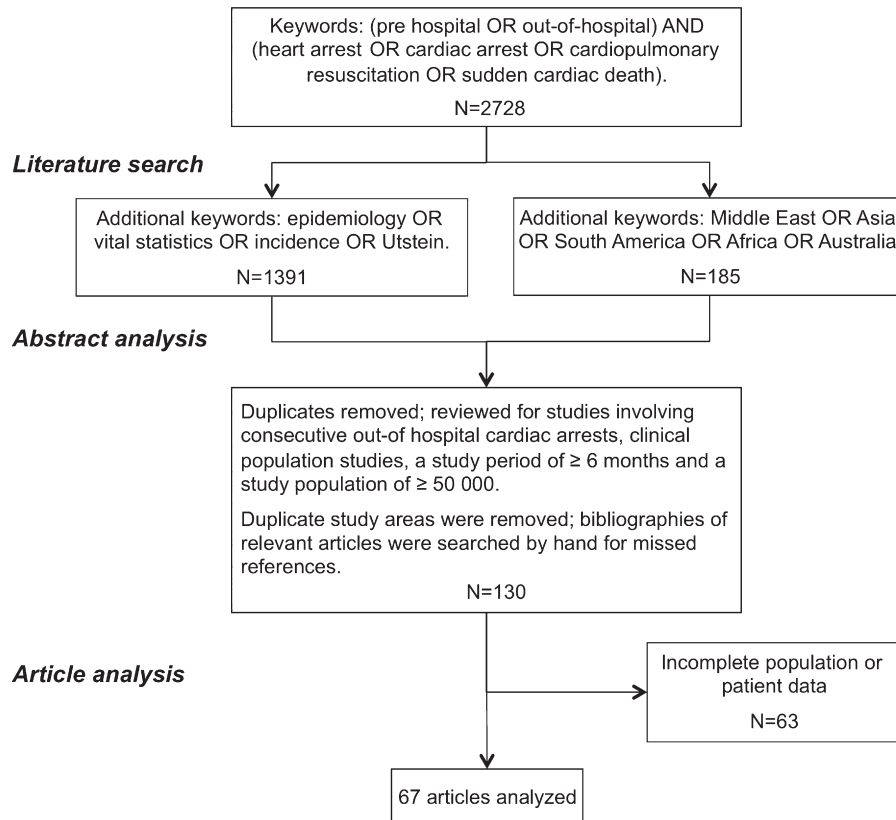 Keywords: (pre hospital OR out-of-hospital) AND
(heart arrest OR cardiac arrest OR cardiopulmonary
resuscitation OR sudden cardiac death).
N=2728
Literature search
Additional keywords: epidemiology OR
vital statistics OR incidence OR Utstein.
N=1391
Additional keywords: Middle East OR Asia
OR South America OR Africa OR Australia
N=185
Abstract analysis
Duplicates removed; reviewed for studies involving
consecutive out-of hospital cardiac arrests, clinical
population studies, a study period of ≥ 6 months and a
study population of ≥ 50 000.
Duplicate study areas were removed; bibliographies of
relevant articles were searched by hand for missed
references.
N=130
Article analysis
Incomplete population or
patient data
N=63
67 articles analyzed